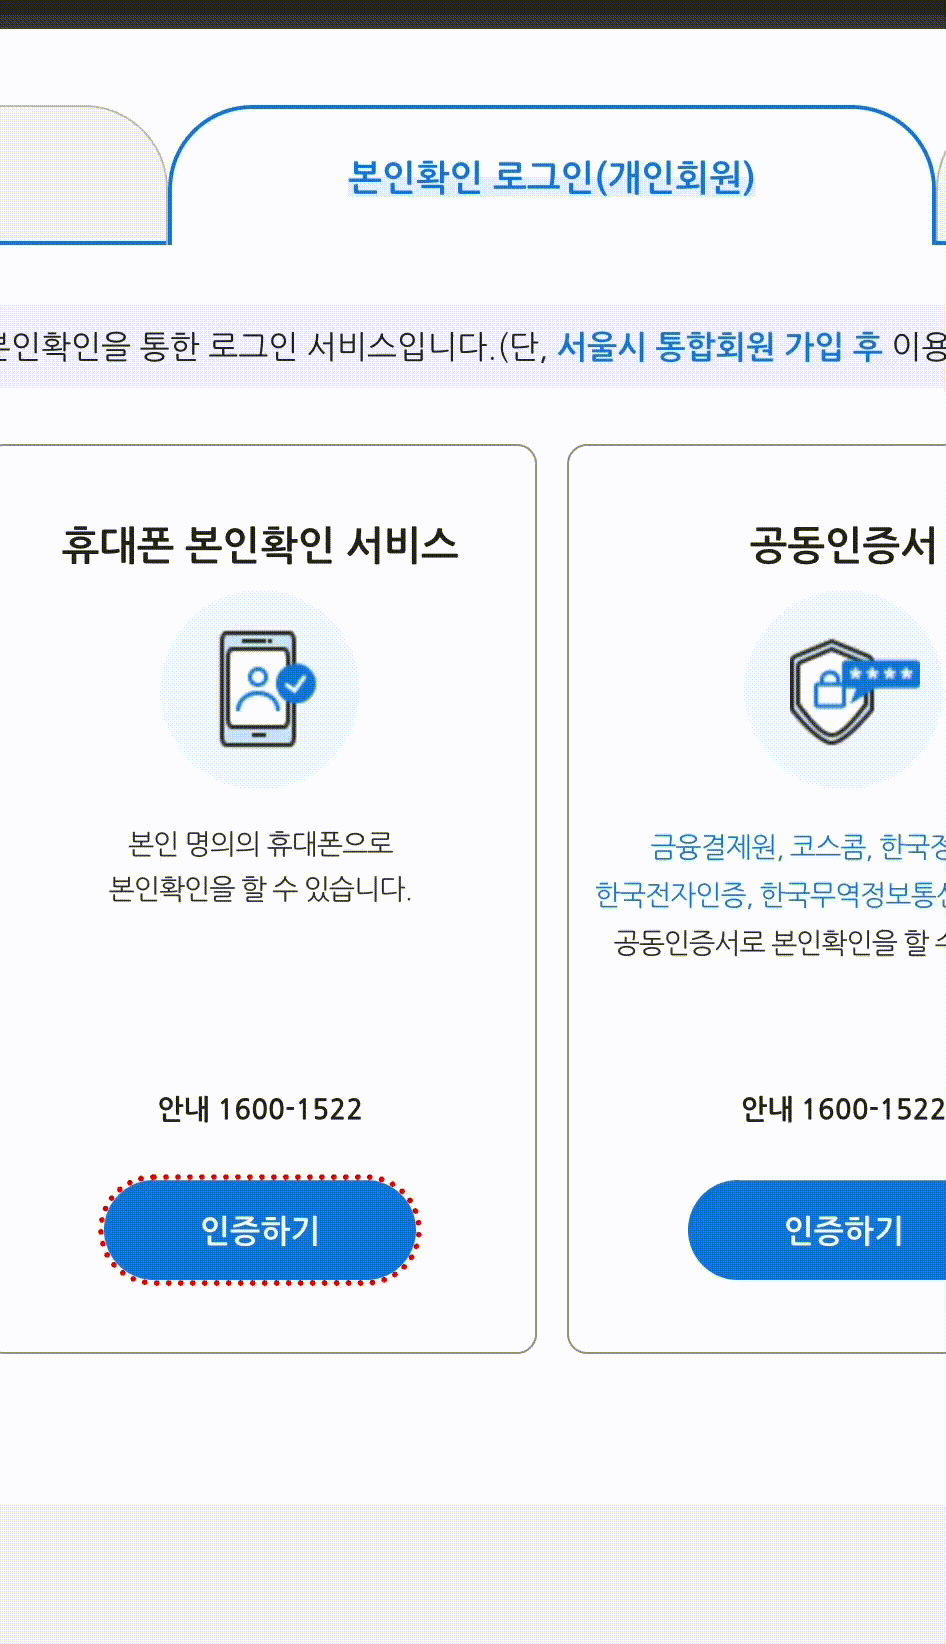 본인확인 로그인(개인회원)
본인확인을 통한 로그인 서비스입니다.(단, 서울시 통합회원 가입 후 이용
휴대폰 본인확인 서비스
본인 명의의 휴대폰으로
본인확인을 할 수 있습니다.
안내 1600-1522
인증하기
공동인증서
금융결제원, 코스콤, 한국정
한국전자인증, 한국무역정보통신
공동인증서로 본인확인을 할 수
안내 1600-1522
인증하기